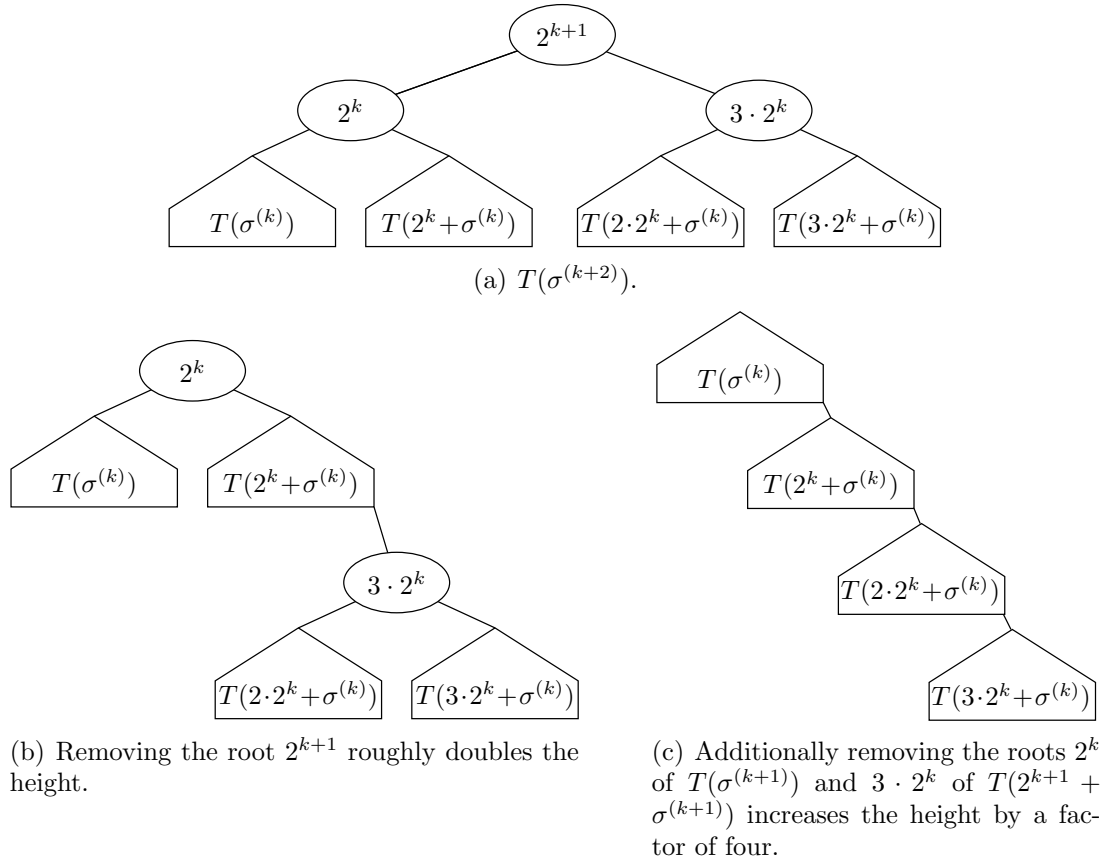 2^{k+1}
2^k
3 · 2^k
T(σ^{(k)})
T(2^k+σ^{(k)})
T(2·2^k+σ^{(k)})
T(3·2^k+σ^{(k)})
(a) T(σ^{(k+2)}).
2^k
T(σ^{(k)})
T(2^k+σ^{(k)})
3 · 2^k
T(2·2^k+σ^{(k)})
T(3·2^k+σ^{(k)})
(b) Removing the root 2^{k+1} roughly doubles the
height.
T(σ^{(k)})
T(2^k+σ^{(k)})
T(2·2^k+σ^{(k)})
T(3·2^k+σ^{(k)})
(c) Additionally removing the roots 2^k
of T(σ^{(k+1)}) and 3 · 2^k of T(2^{k+1} +
σ^{(k+1)}) increases the height by a fac-
tor of four.